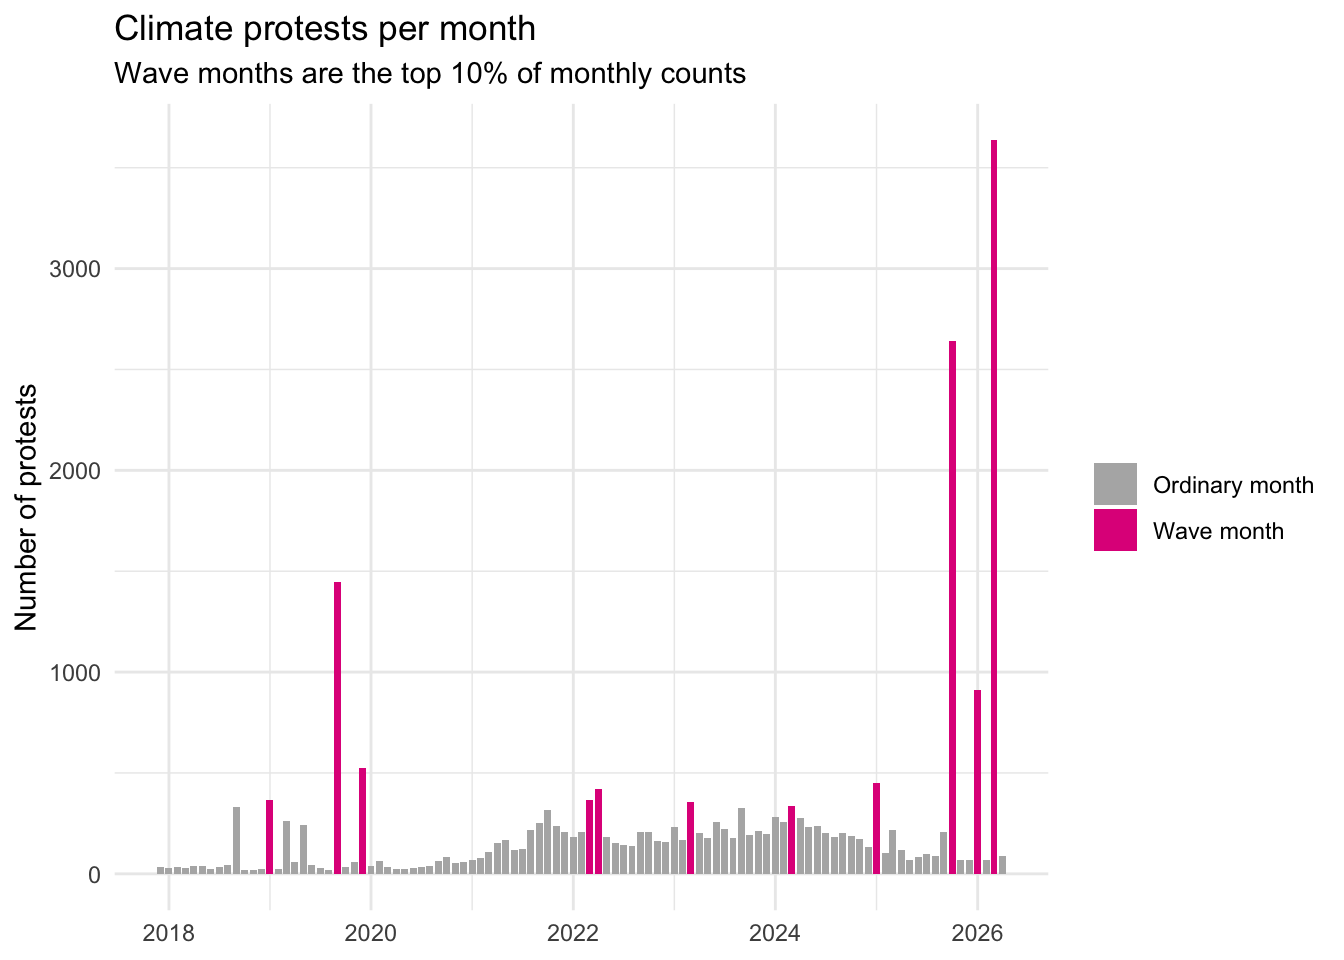 Climate protests per month
Wave months are the top 10% of monthly counts
Number of protests
3000
2000
1000
0
2018
2020
2022
2024
2026
Ordinary month
Wave month